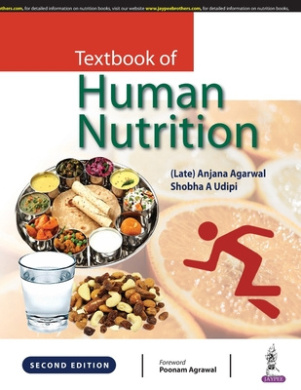 others.com, for detailed information on nutrition books, visit our website www.jaypeebrothers.com, for detailed information on nutrition books,
Textbook of
Human
Nutrition
(Late) Anjana Agarwal
Shobha A Udipi
SECOND EDITION
Foreword
Poonam Agrawal
JAYPEE